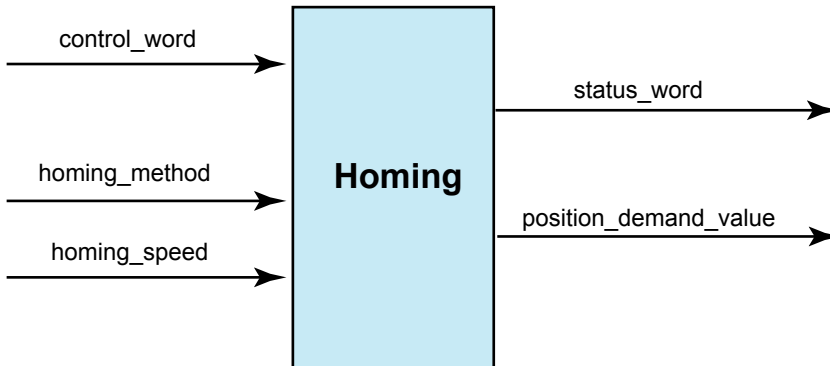 control_word
status_word
homing_method
Homing
position_demand_value
homing_speed